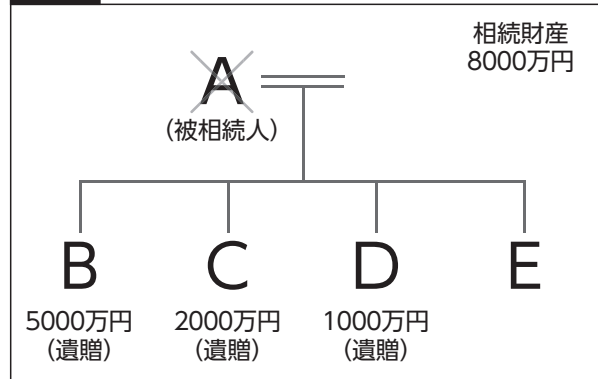 相続財産
8000万円
A
(被相続人)
B
C
D
E
5000万円
(遺贈)
2000万円
(遺贈)
1000万円
(遺贈)